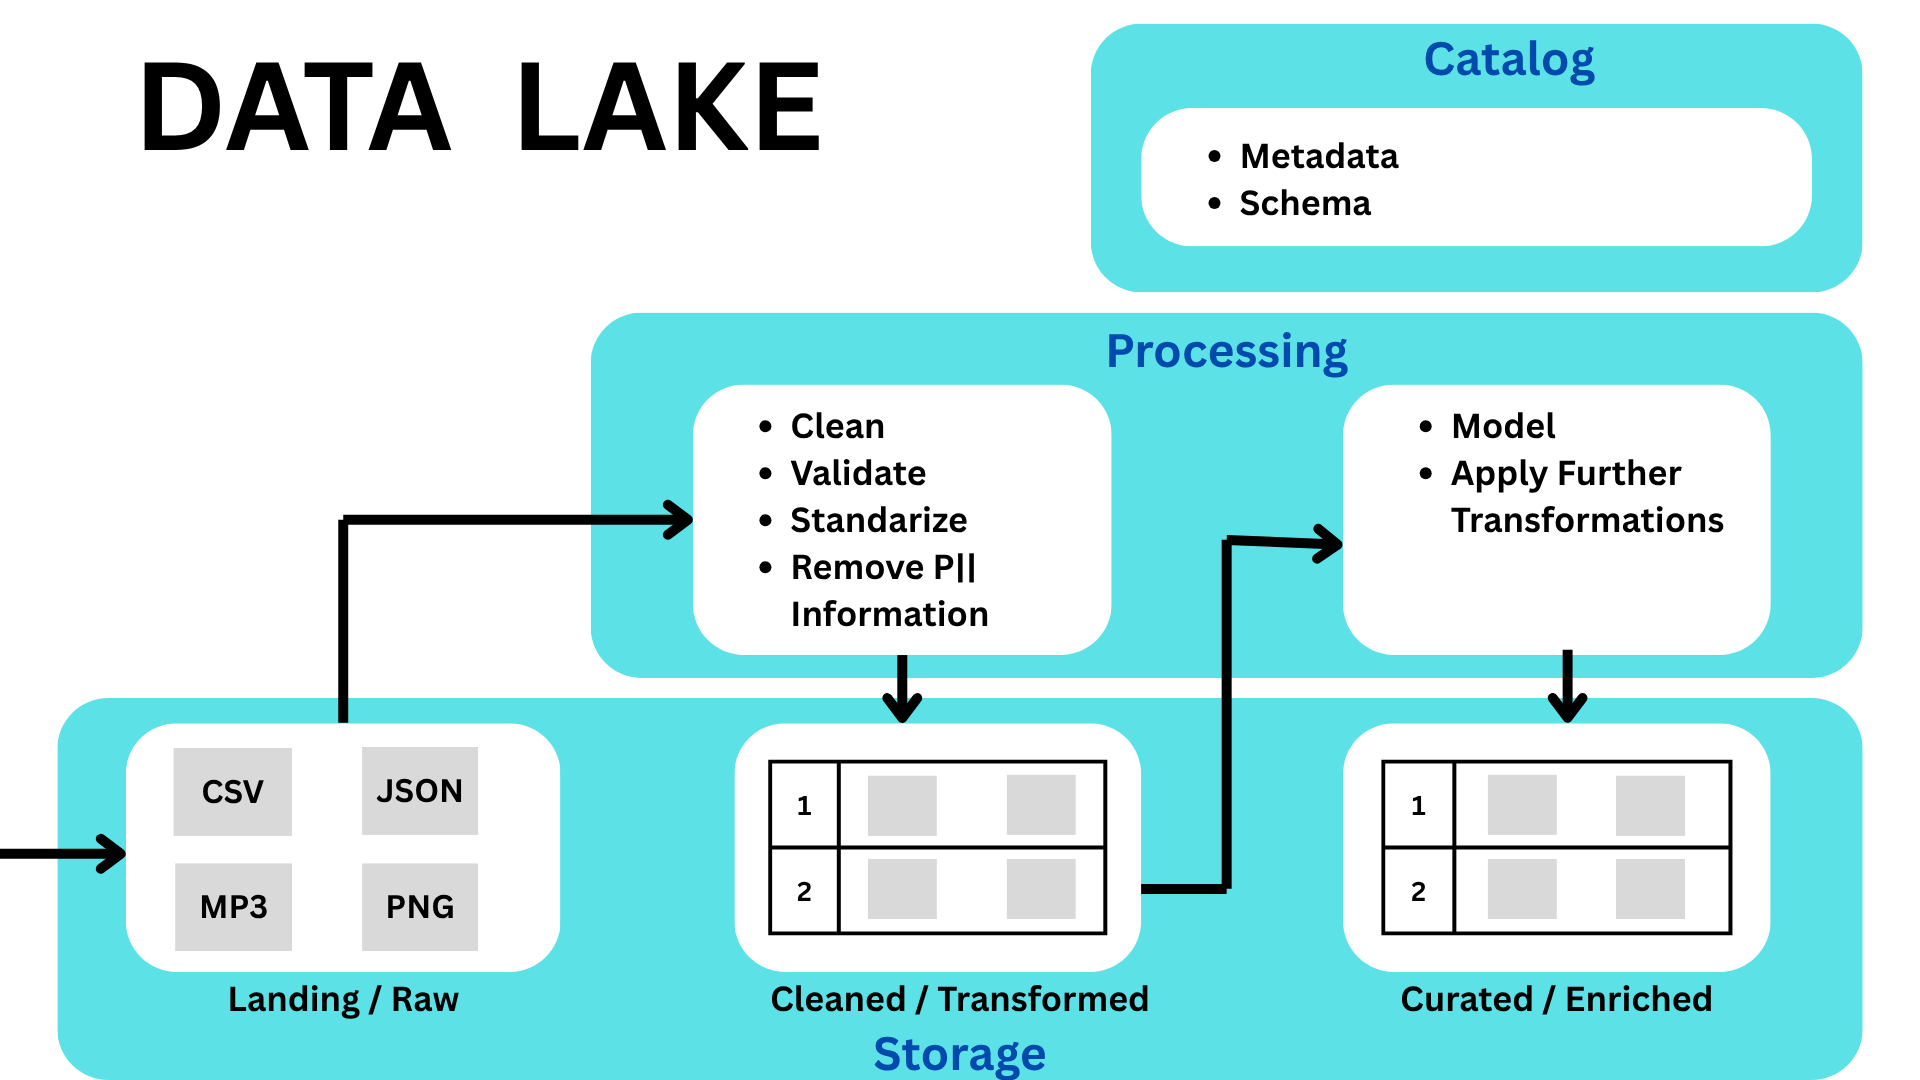 DATA LAKE
Catalog
• Metadata
• Schema
Processing
• Clean
• Validate
• Standarize
• Remove P||
Information
• Model
• Apply Further
Transformations
CSV
JSON
MP3
PNG
Landing / Raw
1
2
Cleaned / Transformed
1
2
Curated / Enriched
Storage